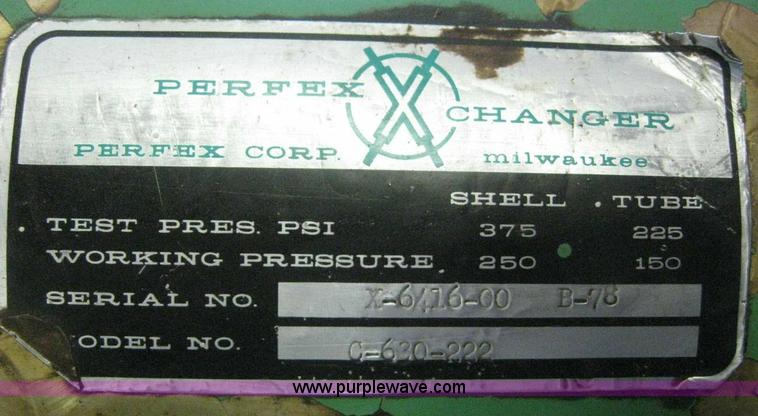 PERFEX X CHANGER
PERFEX CORP. milwaukee
SHELL . TUBE
. TEST PRES. PSI 375 225
WORKING PRESSURE 250 150
SERIAL NO. X-6416-00 B-78
MODEL NO. C-630-222
www.purplewave.com